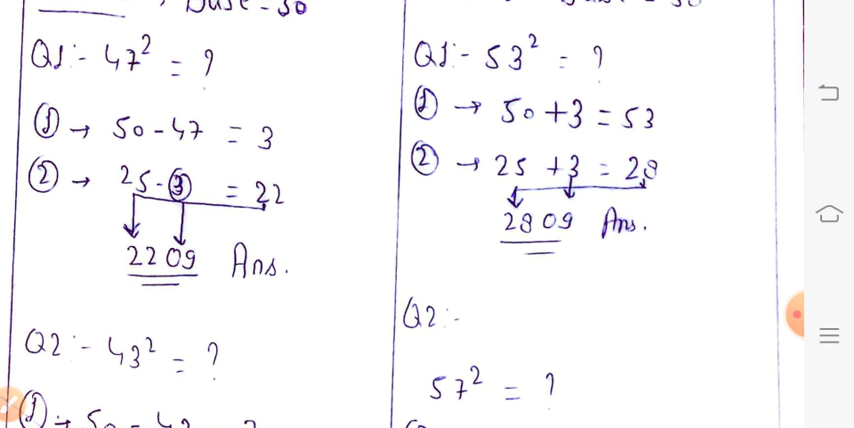 Q1:- 47² = ?
① → 50-47 = 3
② → 25-③ = 22
2209 Ans.
Q2:- 43² = ?
Q1:- 53² = ?
① → 50+3 = 53
② → 25 +3 = 28
2809 Ans.
Q2:-
57² = ?